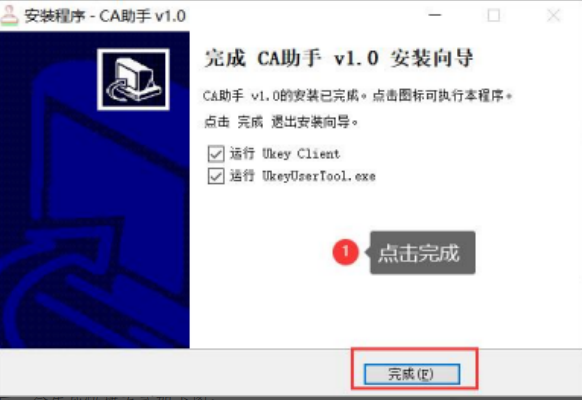 安装程序 - CA助手 v1.0
完成 CA助手 v1.0 安装向导
CA助手 v1.0的安装已完成。点击图标可执行本程序。
点击 完成 退出安装向导。
运行 Ukey Client
运行 UkeyUserTool.exe
1 点击完成
完成(F)